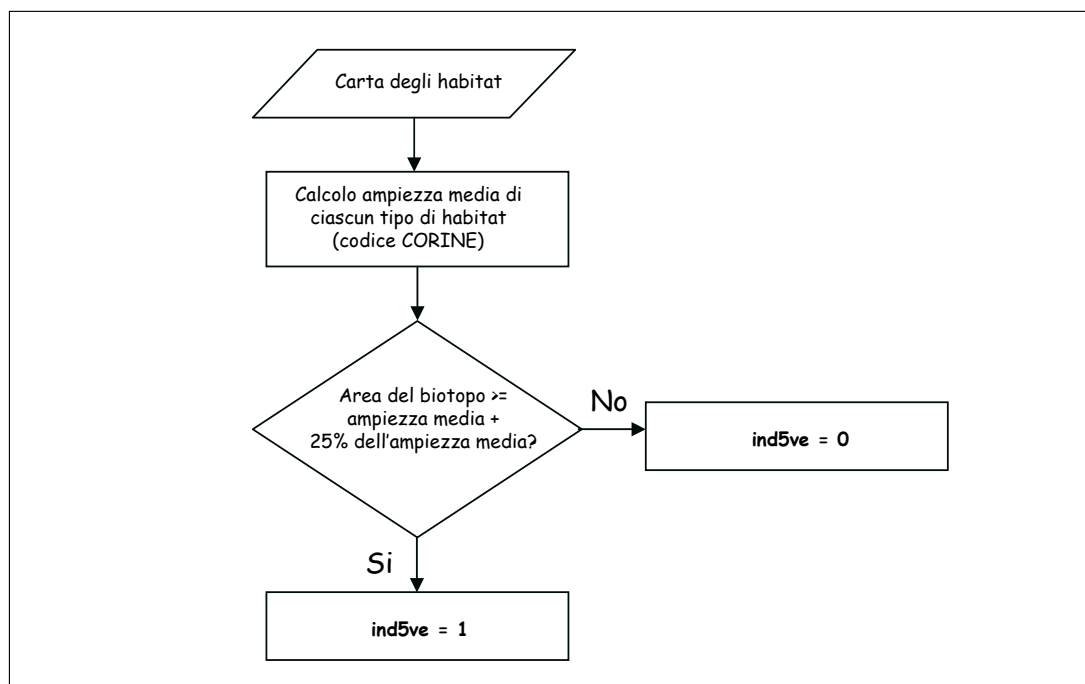 Carta degli habitat
Calcolo ampiezza media di
ciascun tipo di habitat
(codice CORINE)
Area del biotopo >=
ampiezza media +
25% dell'ampiezza media?
No
ind5ve = 0
Si
ind5ve = 1